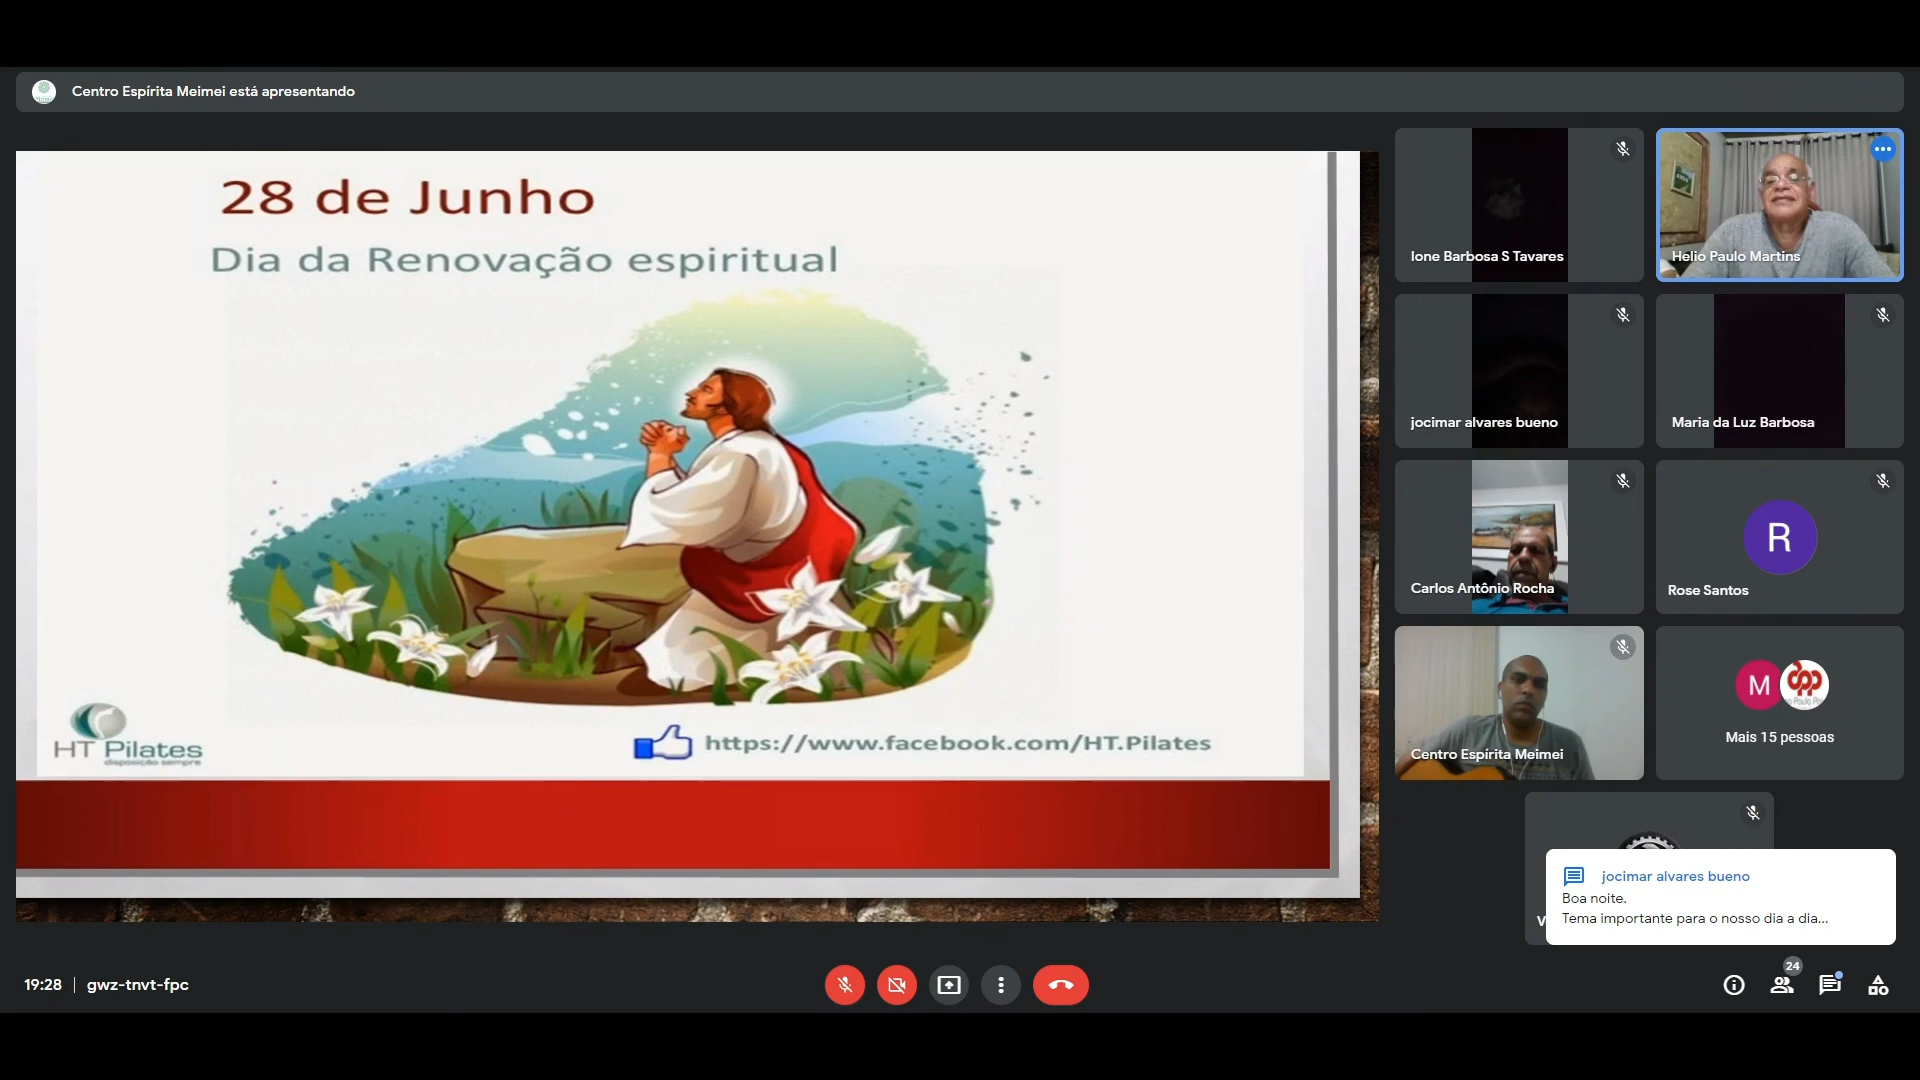 Centro Espírita Meimei está apresentando
28 de Junho
Dia da Renovação espiritual
HT Pilates
disposição sempre
https://www.facebook.com/HT.Pilates
Ione Barbosa S Tavares
Helio Paulo Martins
jocimar alvares bueno
Maria da Luz Barbosa
Carlos Antônio Rocha
R
Rose Santos
Centro Espírita Meimei
M
Mais 15 pessoas
V
jocimar alvares bueno
Boa noite.
Tema importante para o nosso dia a dia...
19:28 | gwz-tnvt-fpc
24